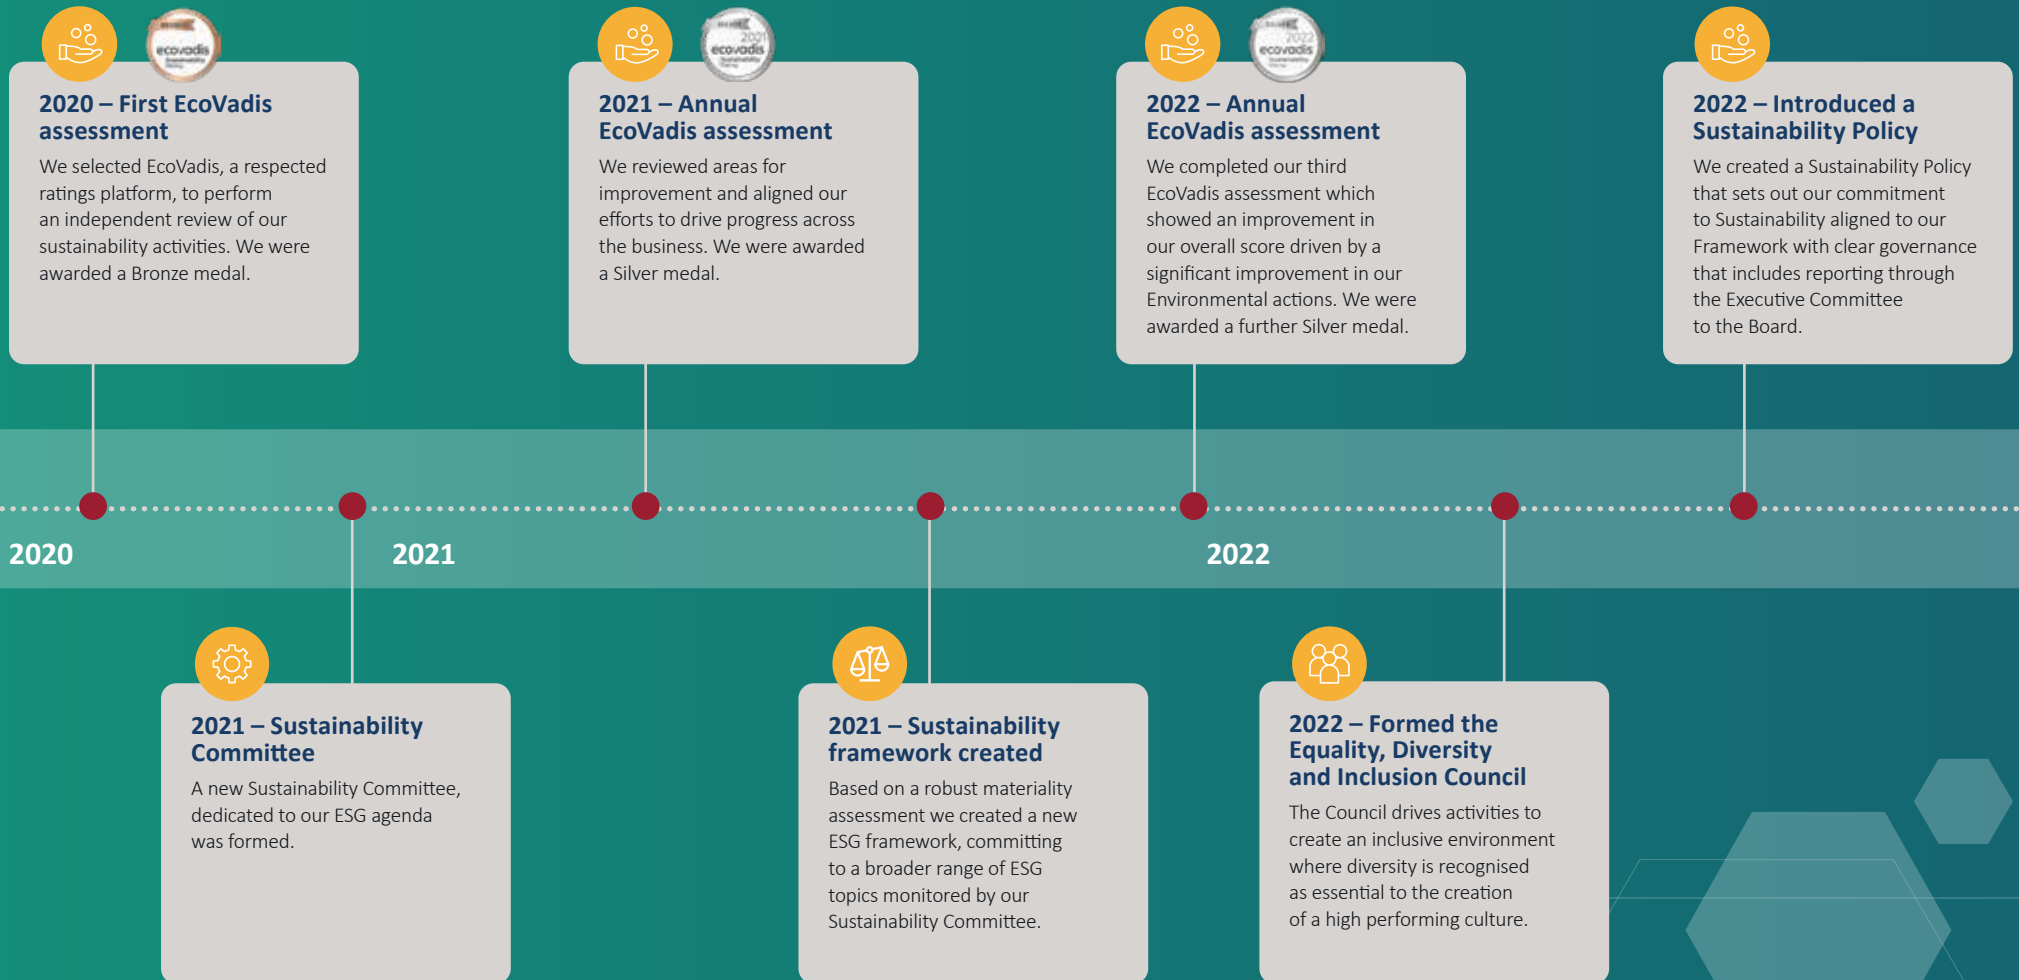 ecovadis
2020 – First EcoVadis
assessment
We selected EcoVadis, a respected
ratings platform, to perform
an independent review of our
sustainability activities. We were
awarded a Bronze medal.
2021
ecovadis
Sustainability
2021 – Annual
EcoVadis assessment
We reviewed areas for
improvement and aligned our
efforts to drive progress across
the business. We were awarded
a Silver medal.
2022
ecovadis
Sustainability
2022 – Annual
EcoVadis assessment
We completed our third
EcoVadis assessment which
showed an improvement in
our overall score driven by a
significant improvement in our
Environmental actions. We were
awarded a further Silver medal.
2022 – Introduced a
Sustainability Policy
We created a Sustainability Policy
that sets out our commitment
to Sustainability aligned to our
Framework with clear governance
that includes reporting through
the Executive Committee
to the Board.
2020
2021
2022
2021 – Sustainability
Committee
A new Sustainability Committee,
dedicated to our ESG agenda
was formed.
2021 – Sustainability
framework created
Based on a robust materiality
assessment we created a new
ESG framework, committing
to a broader range of ESG
topics monitored by our
Sustainability Committee.
2022 – Formed the
Equality, Diversity
and Inclusion Council
The Council drives activities to
create an inclusive environment
where diversity is recognised
as essential to the creation
of a high performing culture.